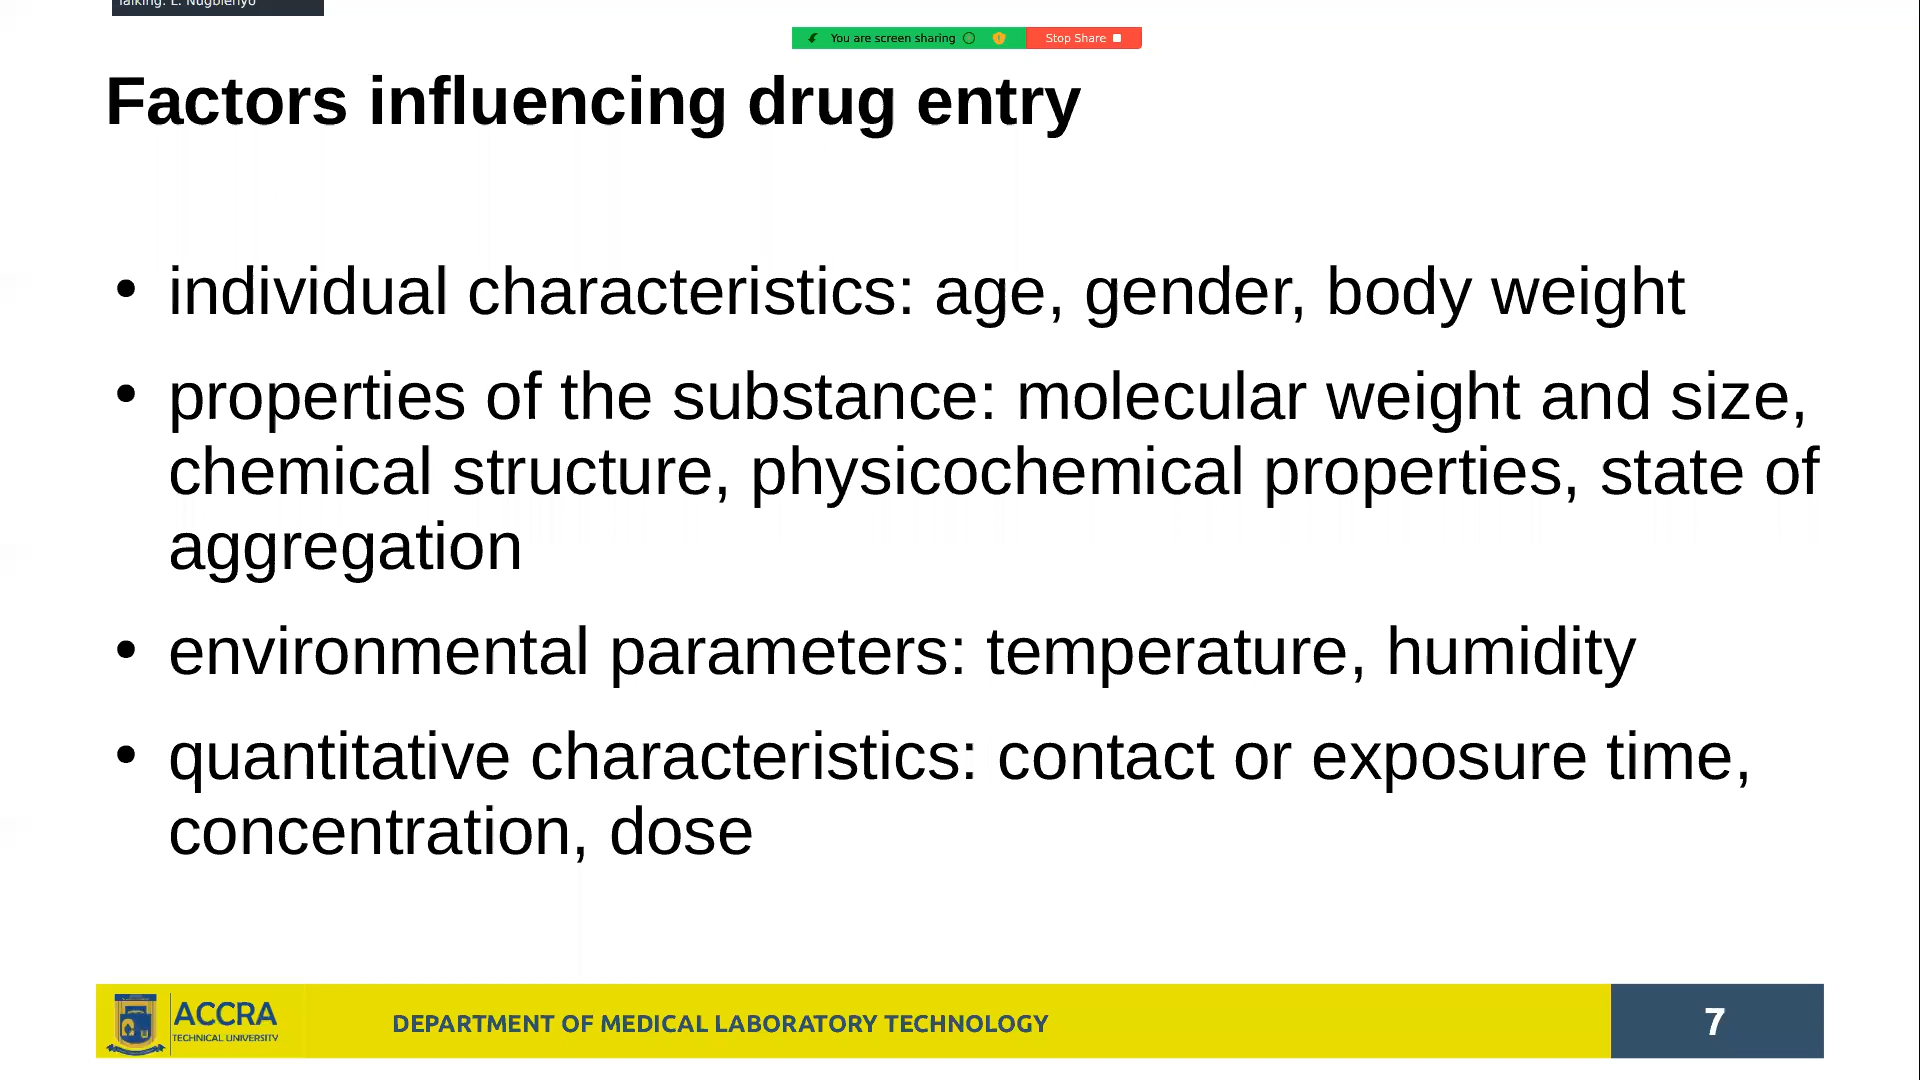 You are screen sharing
Stop Share
Factors influencing drug entry
• individual characteristics: age, gender, body weight
• properties of the substance: molecular weight and size,
chemical structure, physicochemical properties, state of
aggregation
• environmental parameters: temperature, humidity
• quantitative characteristics: contact or exposure time,
concentration, dose
ACCRA
TECHNICAL UNIVERSITY
DEPARTMENT OF MEDICAL LABORATORY TECHNOLOGY
7